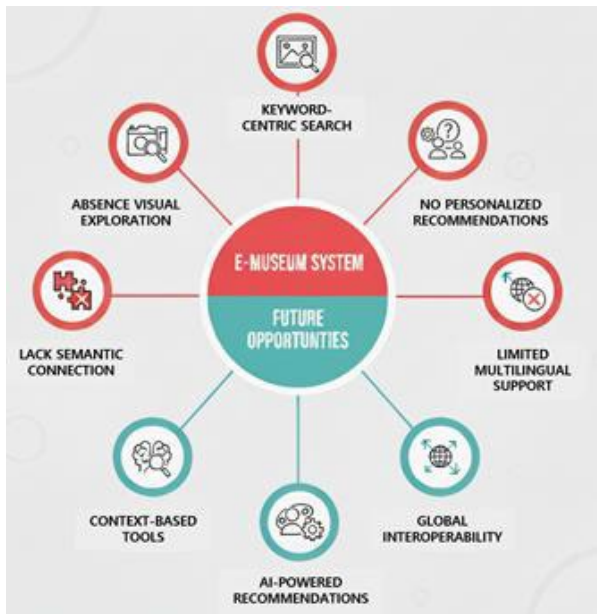 KEYWORD-
CENTRIC SEARCH
ABSENCE VISUAL
EXPLORATION
NO PERSONALIZED
RECOMMENDATIONS
E-MUSEUM SYSTEM
FUTURE
OPPORTUNTIES
LACK SEMANTIC
CONNECTION
LIMITED
MULTILINGUAL
SUPPORT
CONTEXT-BASED
TOOLS
GLOBAL
INTEROPERABILITY
AI-POWERED
RECOMMENDATIONS